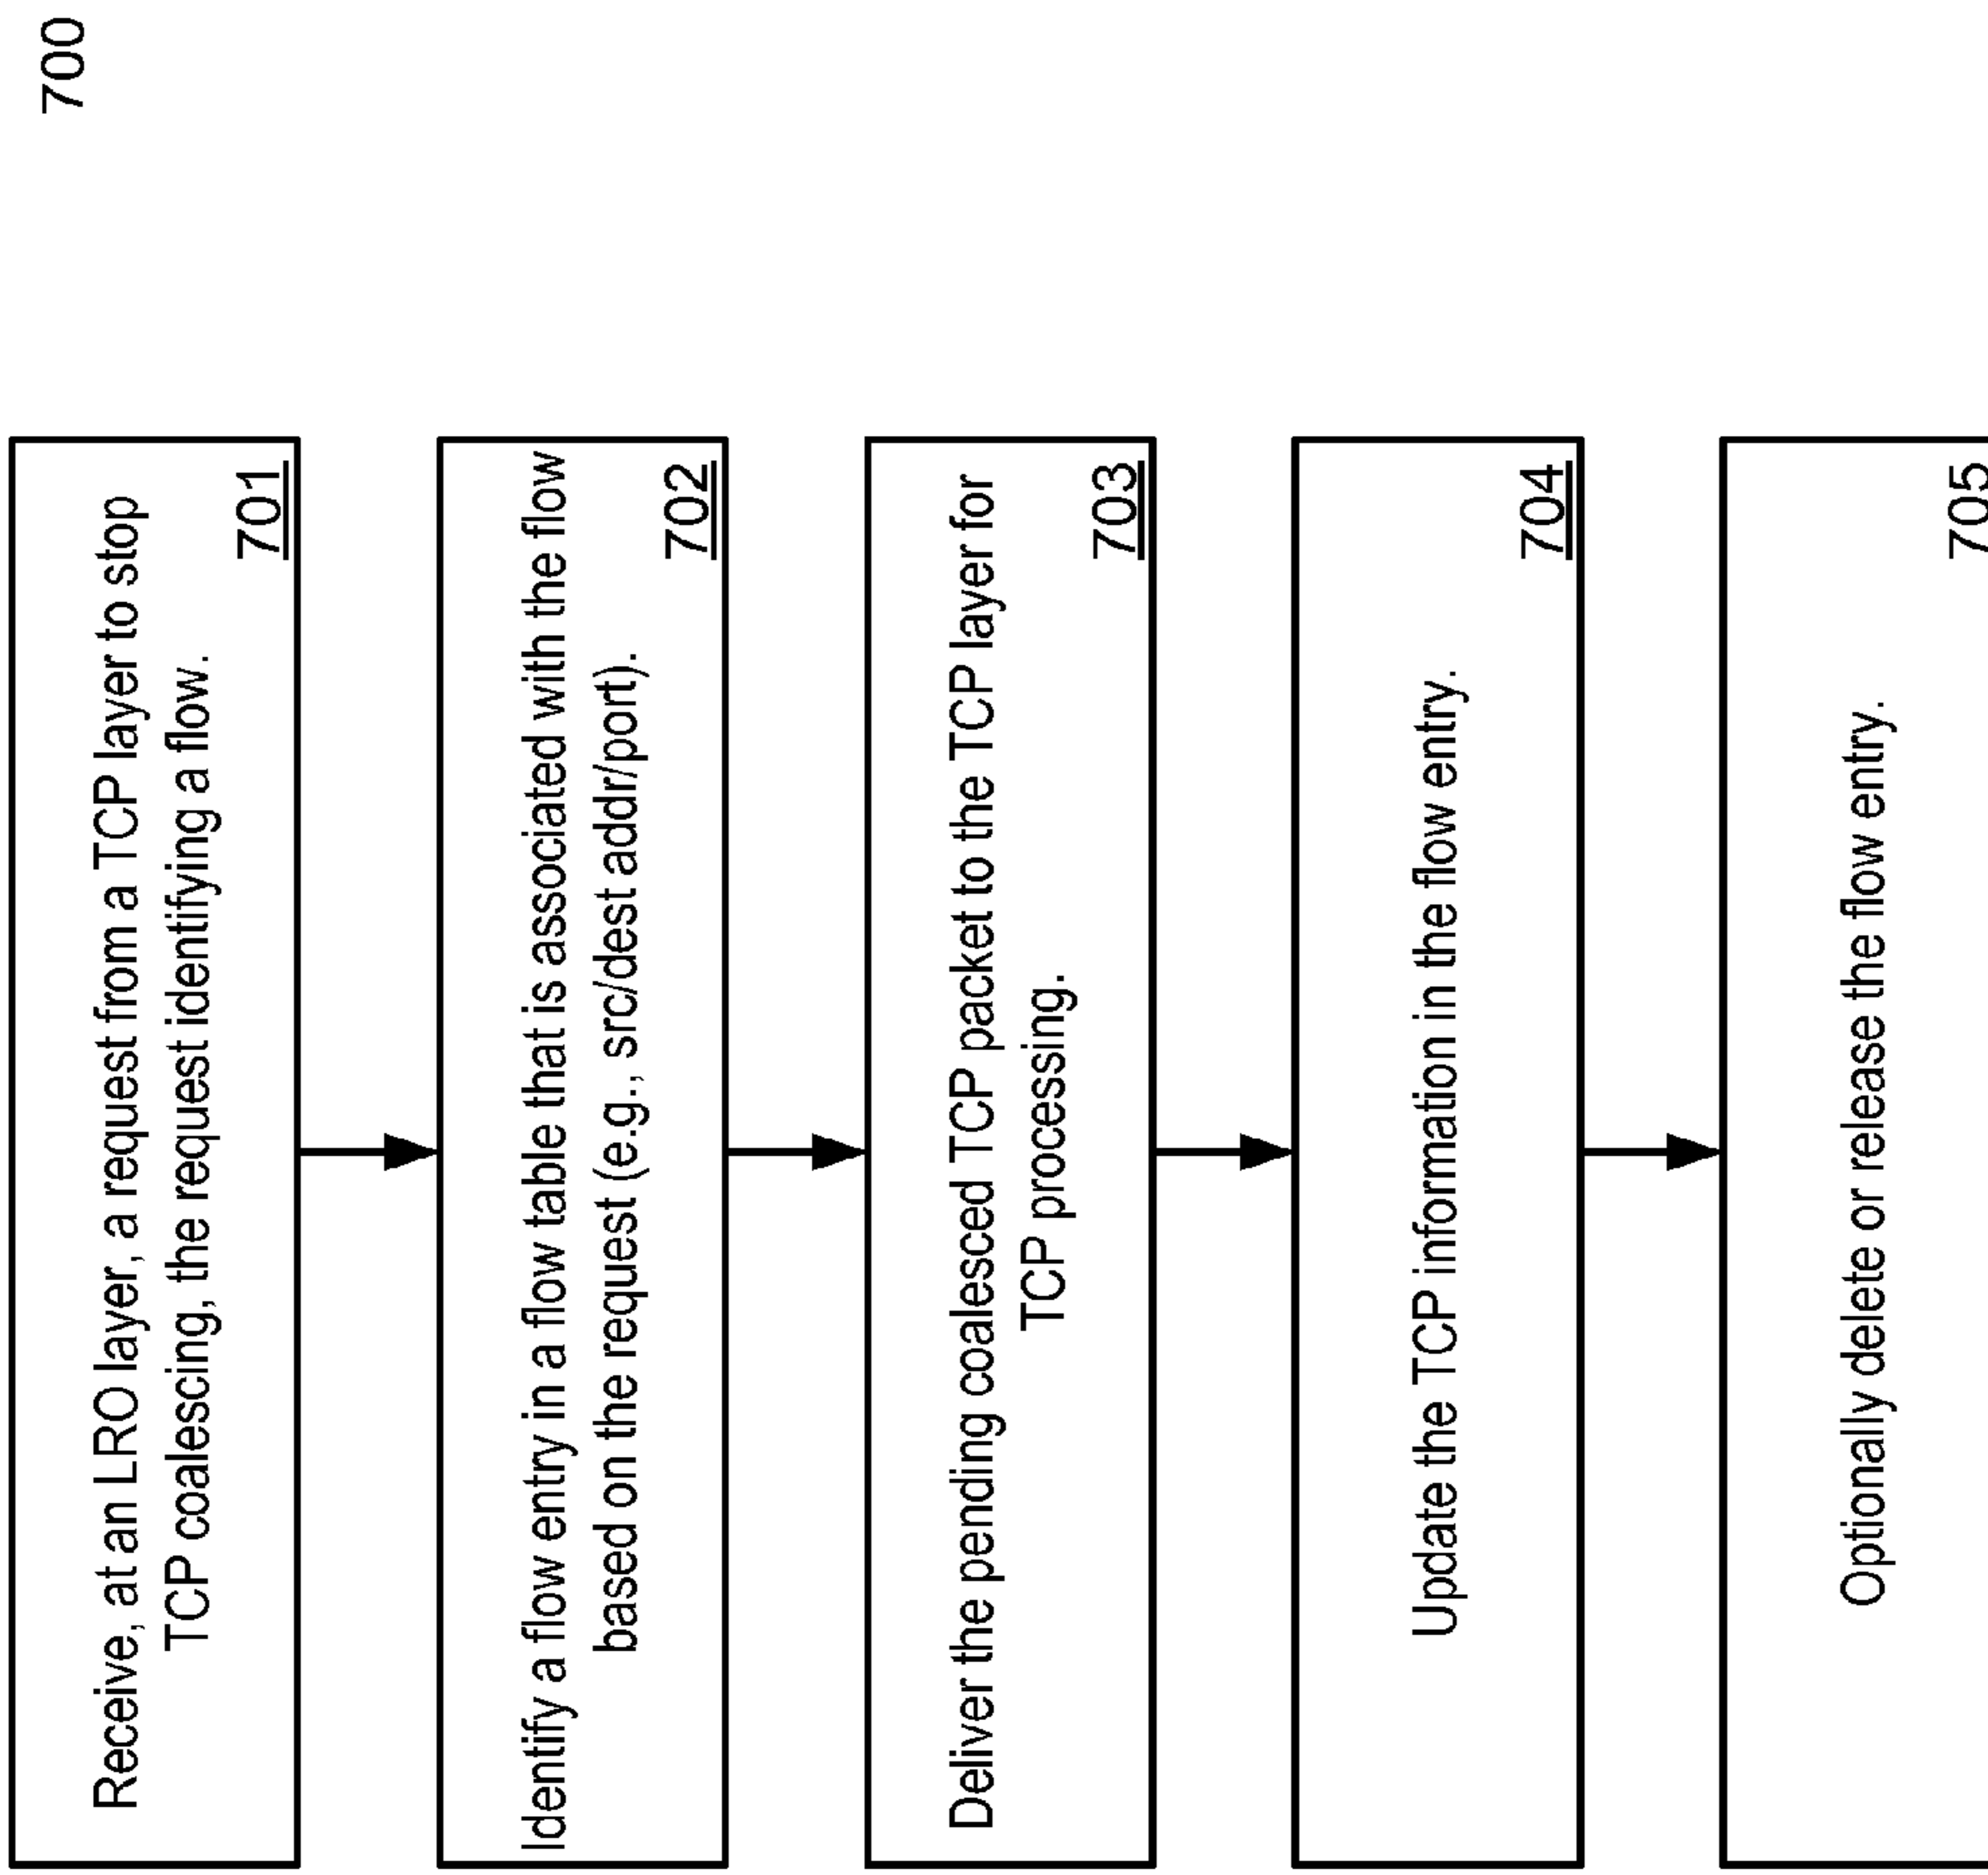 700
Receive, at an LRO layer, a request from a TCP layer to stop
TCP coalescing, the request identifying a flow.
701
Identify a flow entry in a flow table that is associated with the flow
based on the request (e.g., src/dest addr/port).
702
Deliver the pending coalesced TCP packet to the TCP layer for
TCP processing.
703
Update the TCP information in the flow entry.
704
Optionally delete or release the flow entry.
705